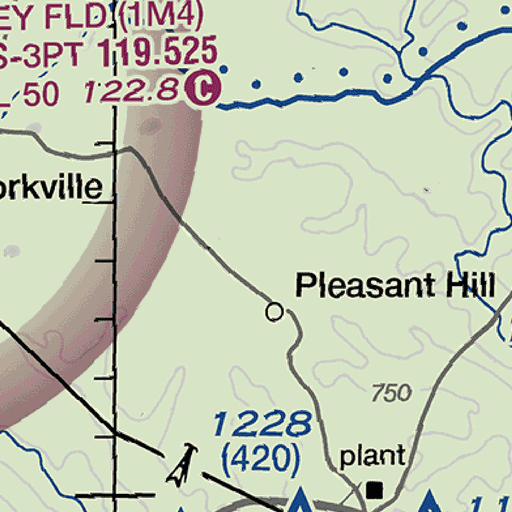 EY FLD (1M4)
S-3PT 119.525
L 50 122.8 C
orkville
Pleasant Hill
750
1228
(420)
plant
11